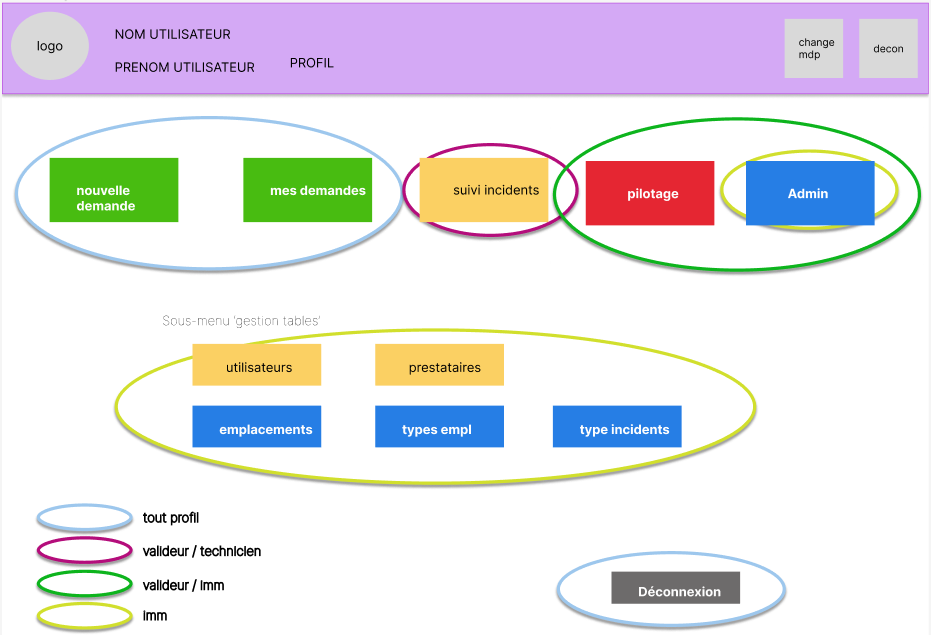 logo
NOM UTILISATEUR
PRENOM UTILISATEUR
PROFIL
change
mdp
decon
nouvelle
demande
mes demandes
suivi incidents
pilotage
Admin
Sous-menu 'gestion tables'
utilisateurs
prestataires
emplacements
types empl
type incidents
tout profil
valideur / technicien
valideur / imm
imm
Déconnexion